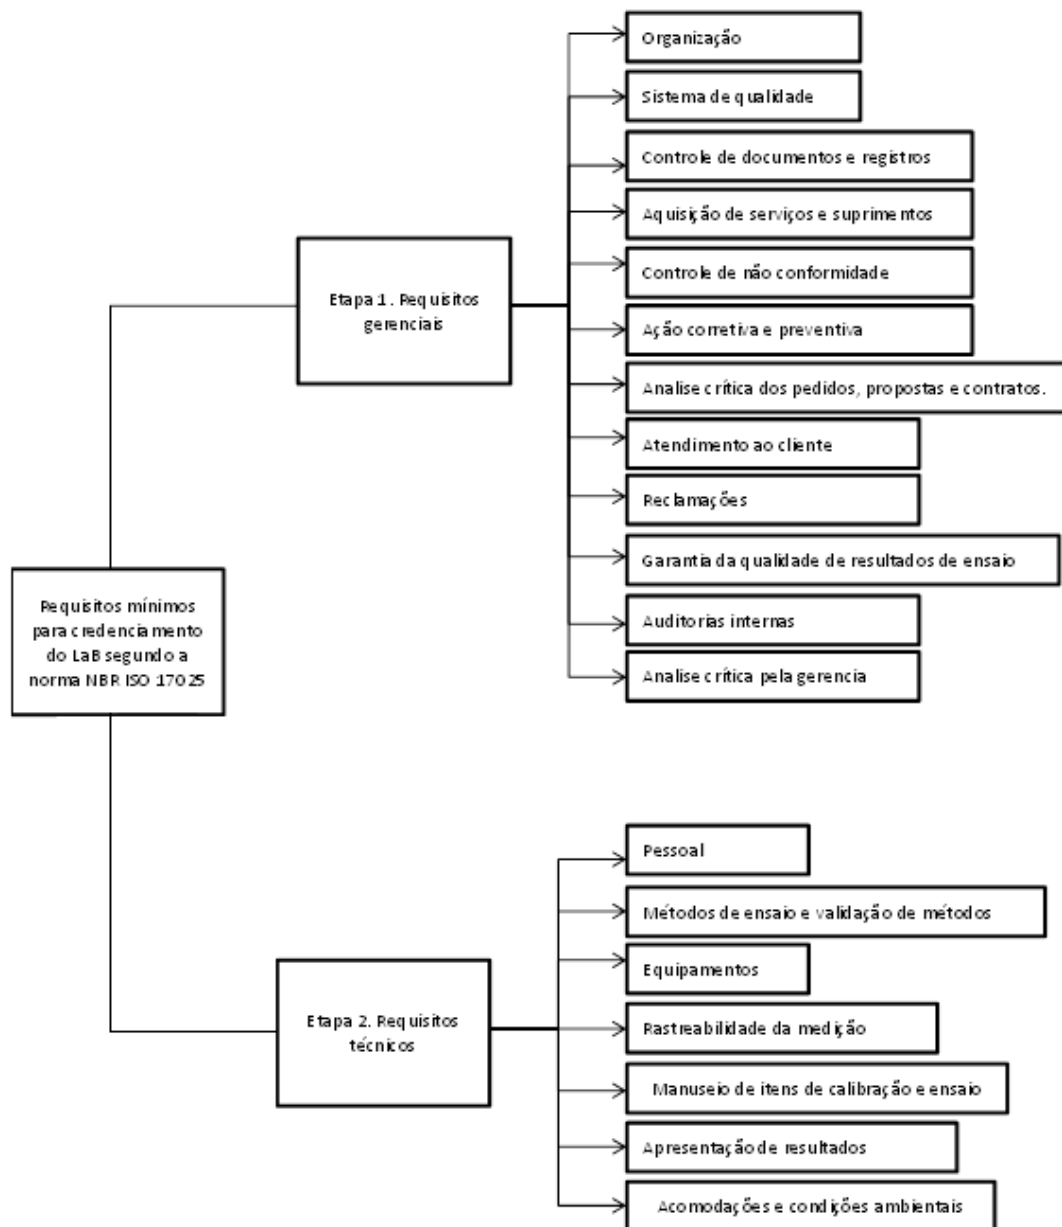 Organização
Sistema de qualidade
Controle de documentos e registros
Aquisição de serviços e suprimentos
Controle de não conformidade
Etapa 1. Requisitos
gerenciais
Ação corretiva e preventiva
Analise crítica dos pedidos, propostas e contratos.
Atendimento ao cliente
Reclamações
Garantia da qualidade de resultados de ensaio
Requisitos mínimos
para credenciamento
do LaB segundo a
norma NBR ISO 17025
Auditorias internas
Analise crítica pela gerencia
Pessoal
Métodos de ensaio e validação de métodos
Equipamentos
Etapa 2. Requisitos
técnicos
Rastreabilidade da medição
Manuseio de itens de calibração e ensaio
Apresentação de resultados
Acomodações e condições ambientais